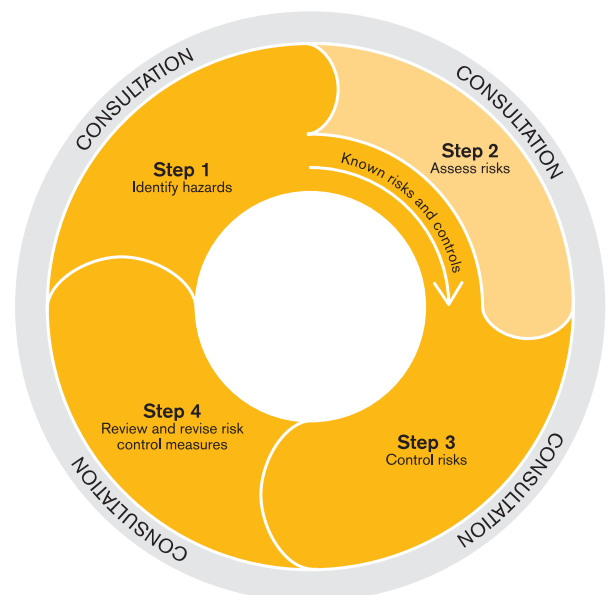 CONSULTATION
CONSULTATION
Step 1
Identify hazards
Step 2
Assess risks
Known risks and controls
Step 3
Control risks
Step 4
Review and revise risk
control measures
CONSULTATION
CONSULTATION